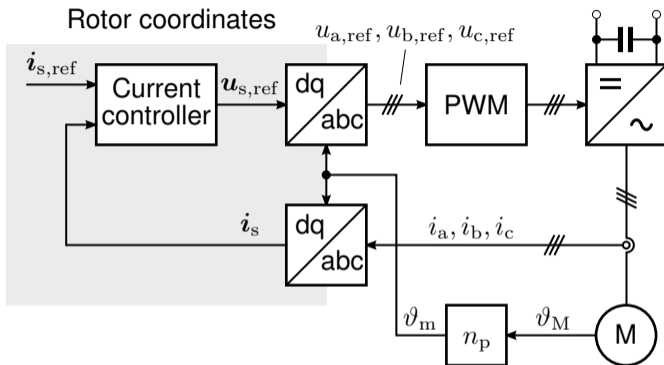 Rotor coordinates
u_a,ref, u_b,ref, u_c,ref
i_s,ref
Current
controller
u_s,ref
dq
abc
PWM
=
~
i_s
dq
abc
i_a, i_b, i_c
ϑ_m
n_p
ϑ_M
M